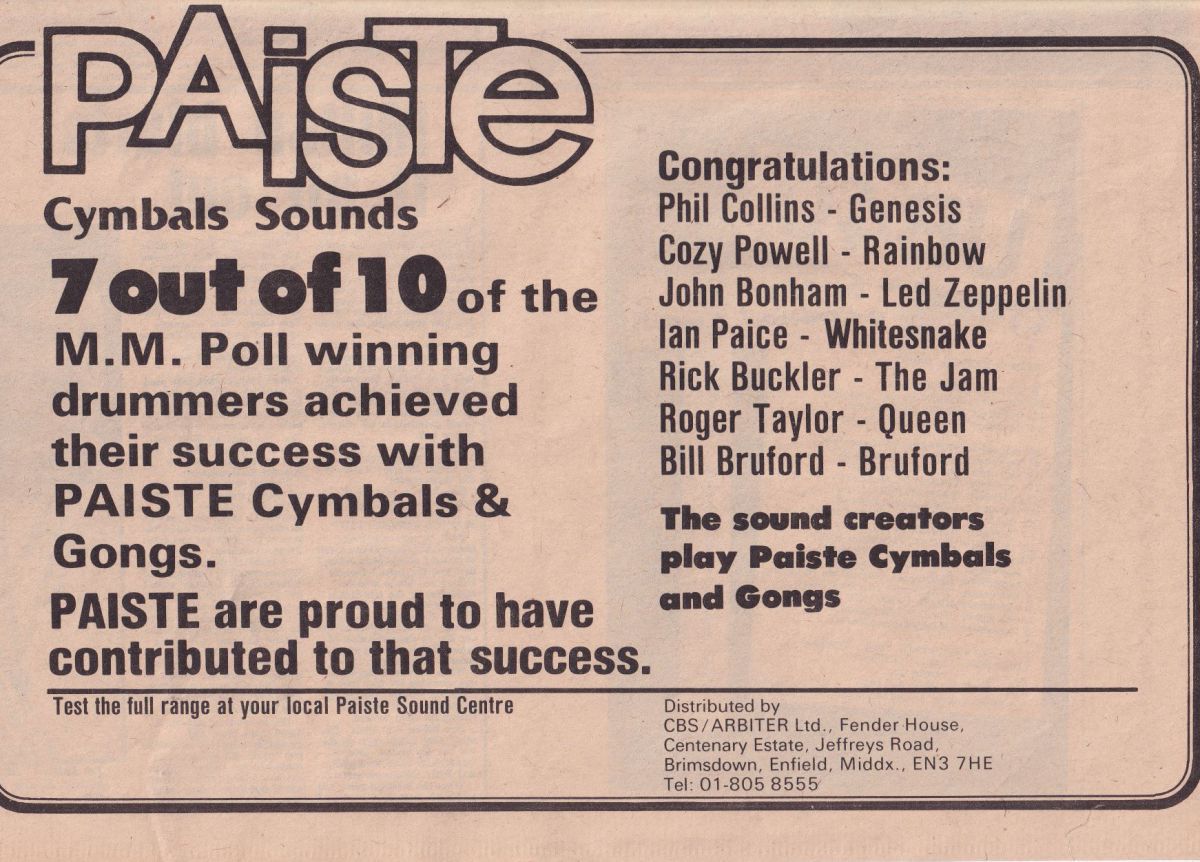 PAiSTe
Cymbals Sounds
7 out of 10 of the
M.M. Poll winning
drummers achieved
their success with
PAISTE Cymbals &
Gongs.
PAISTE are proud to have
contributed to that success.
Test the full range at your local Paiste Sound Centre
Congratulations:
Phil Collins - Genesis
Cozy Powell - Rainbow
John Bonham - Led Zeppelin
Ian Paice - Whitesnake
Rick Buckler - The Jam
Roger Taylor - Queen
Bill Bruford - Bruford
The sound creators
play Paiste Cymbals
and Gongs
Distributed by
CBS/ARBITER Ltd., Fender House,
Centenary Estate, Jeffreys Road,
Brimsdown, Enfield, Middx., EN3 7HE
Tel: 01-805 8555